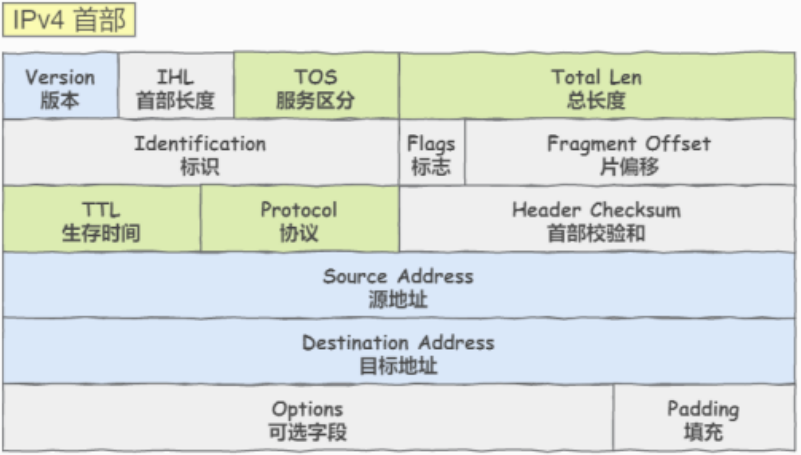 IPv4 首部
Version
版本
IHL
首部长度
TOS
服务区分
Total Len
总长度
Identification
标识
Flags
标志
Fragment Offset
片偏移
TTL
生存时间
Protocol
协议
Header Checksum
首部校验和
Source Address
源地址
Destination Address
目标地址
Options
可选字段
Padding
填充